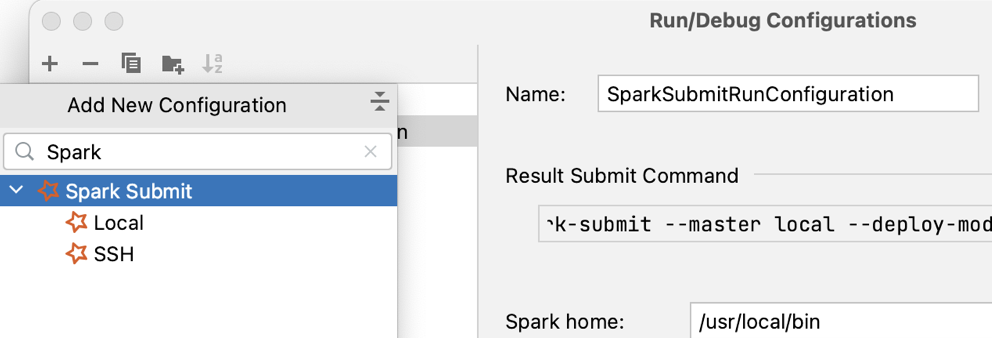 Run/Debug Configurations
Add New Configuration
Spark
Spark Submit
Local
SSH
Name: SparkSubmitRunConfiguration
Result Submit Command
k-submit --master local --deploy-mod
Spark home: /usr/local/bin